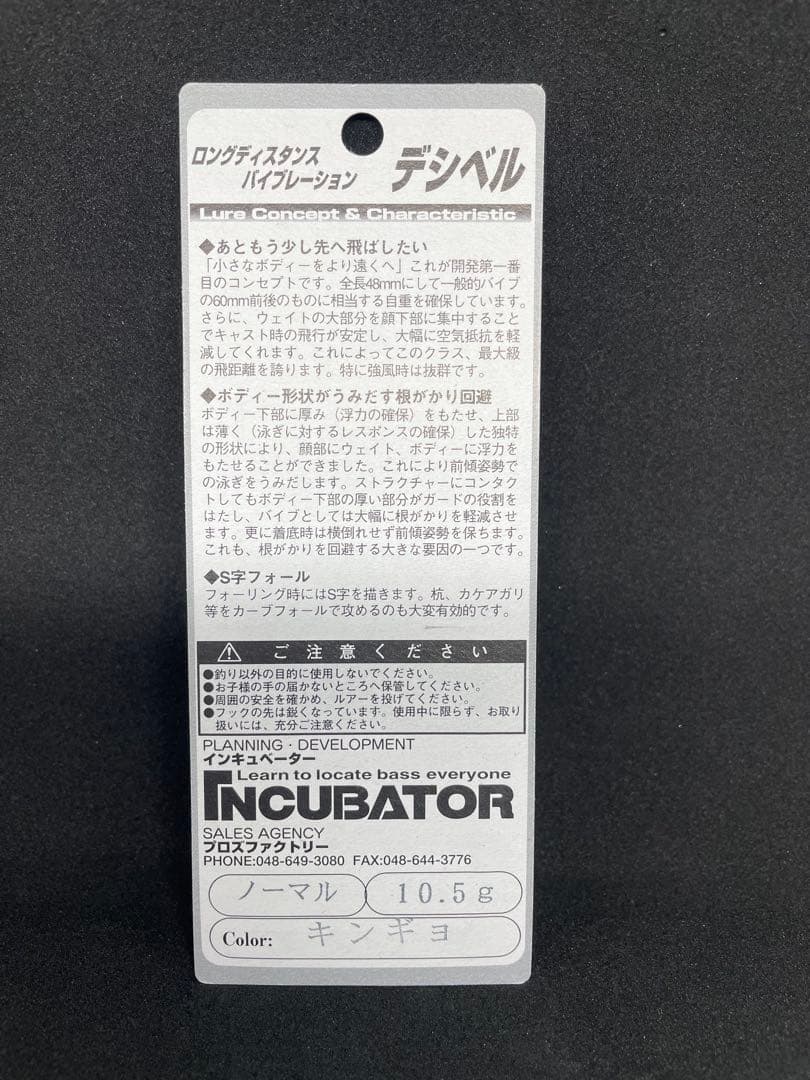 ロングディスタンス
バイブレーション
デシベル
Lure Concept & Characteristic
◆あともう少し先へ飛ばしたい
「小さなボディーをより遠くへ」これが開発第一番
目のコンセプトです。全長48mmにして一般的バイブ
の60mm前後のものに相当する自重を確保しています。
さらに、ウェイトの大部分を顔下部に集中すること
でキャスト時の飛行が安定し、大幅に空気抵抗を軽
減してくれます。これによってこのクラス、最大級
の飛距離を誇ります。特に強風時は抜群です。
◆ボディー形状がうみだす根がかり回避
ボディー下部に厚み（浮力の確保）をもたせ、上部
は薄く（泳ぎに対するレスポンスの確保）した独特
の形状により、顔部にウェイト、ボディーに浮力を
もたせることができました。これにより前傾姿勢で
の泳ぎをうみだします。ストラクチャーにコンタク
トしてもボディー下部の厚い部分がガードの役割を
はたし、バイブとしては大幅に根がかりを軽減させ
ます。更に着底時は横倒れせず前傾姿勢を保ちます。
これも、根がかりを回避する大きな要因の一つです。
◆S字フォール
フォーリング時にはS字を描きます。杭、カケアガリ
等をカーブフォールで攻めるのも大変有効的です。
ご注意ください
●釣り以外の目的に使用しないでください。
●お子様の手の届かないところへ保管してください。
●周囲の安全を確かめ、ルアーを投げてください。
●フックの先は鋭くなっています。使用中に限らず、お取り
扱いには、充分ご注意ください。
PLANNING・DEVELOPMENT
インキュベーター
Learn to locate bass everyone
INCUBATOR
SALES AGENCY
プロズファクトリー
PHONE:048-649-3080 FAX:048-644-3776
ノーマル 10.5g
Color: キンギョ